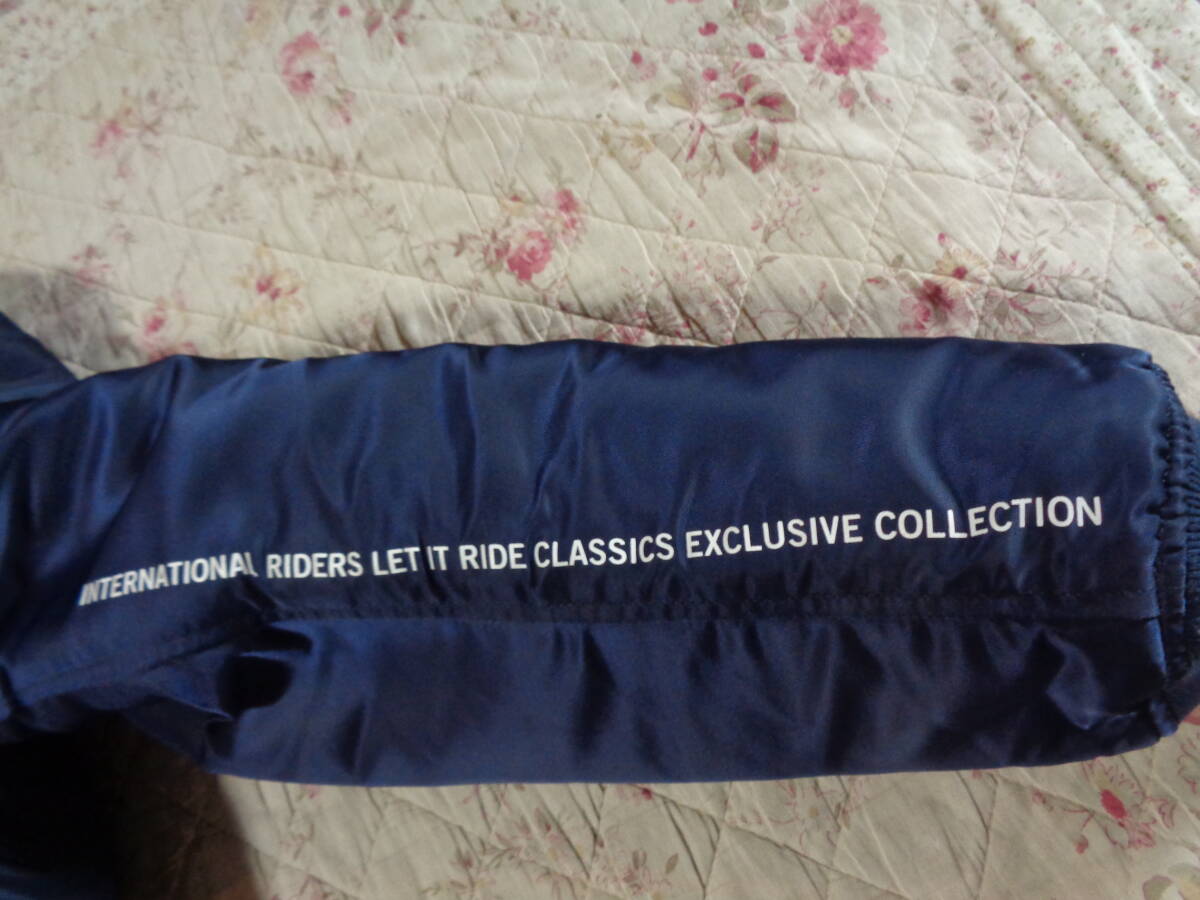 INTERNATIONAL RIDERS LET IT RIDE CLASSICS EXCLUSIVE COLLECTION